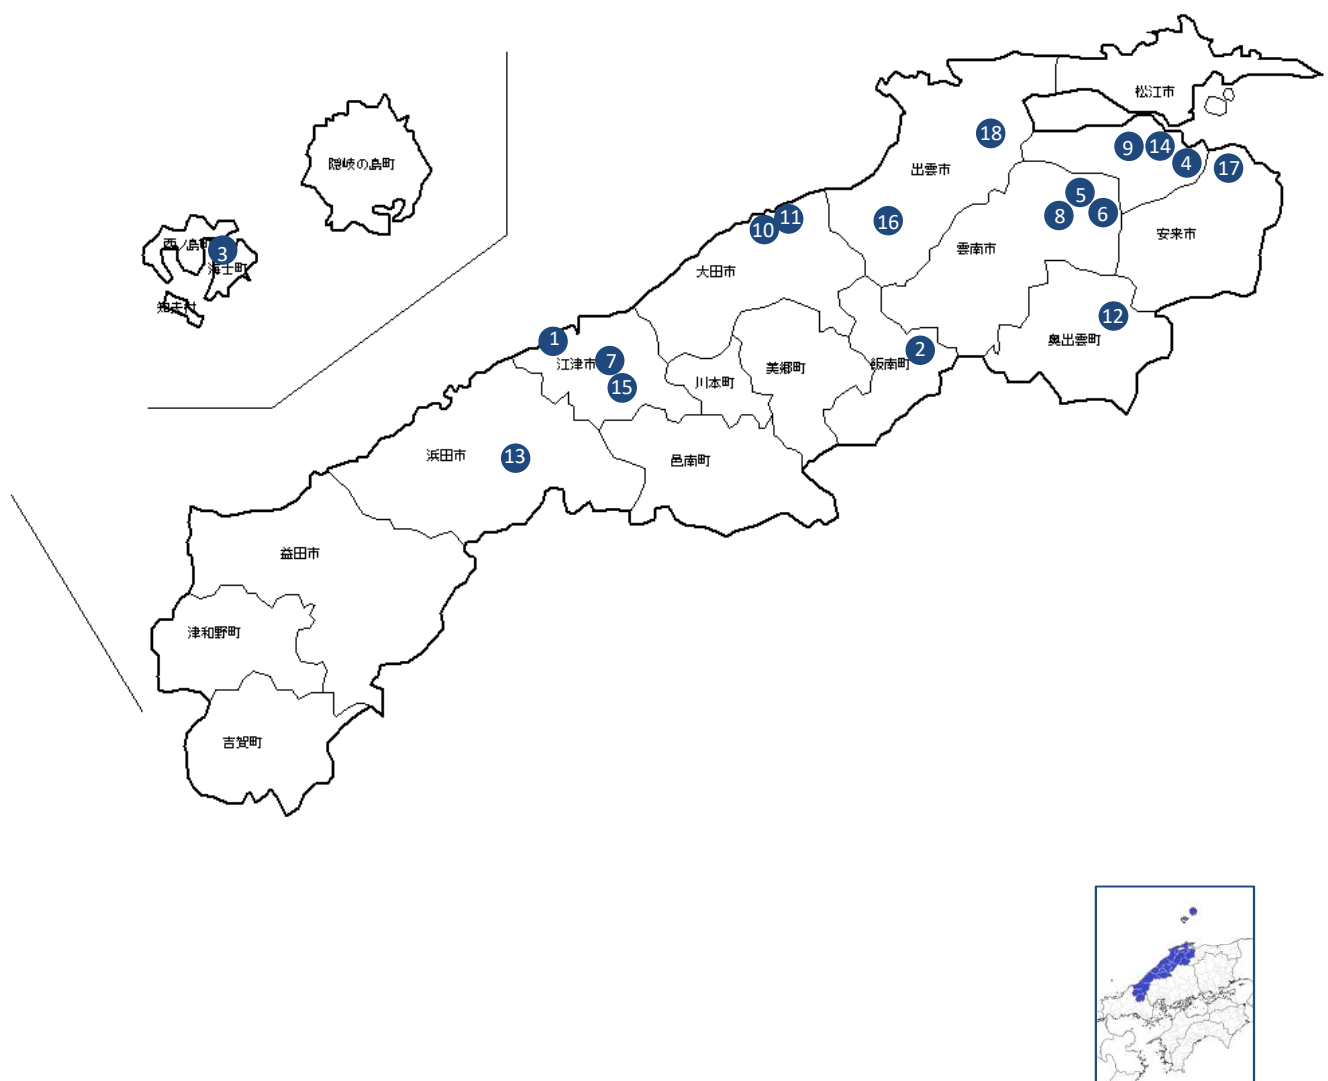 松江市
隠岐の島町
18
9
14
4
17
出雲市
5
8
6
11
10
16
西ノ島町
3
海士町
雲南市
安来市
大田市
知夫村
12
奥出雲町
1
2
飯南町
7
江津市
美郷町
川本町
15
浜田市
13
邑南町
益田市
津和野町
吉賀町